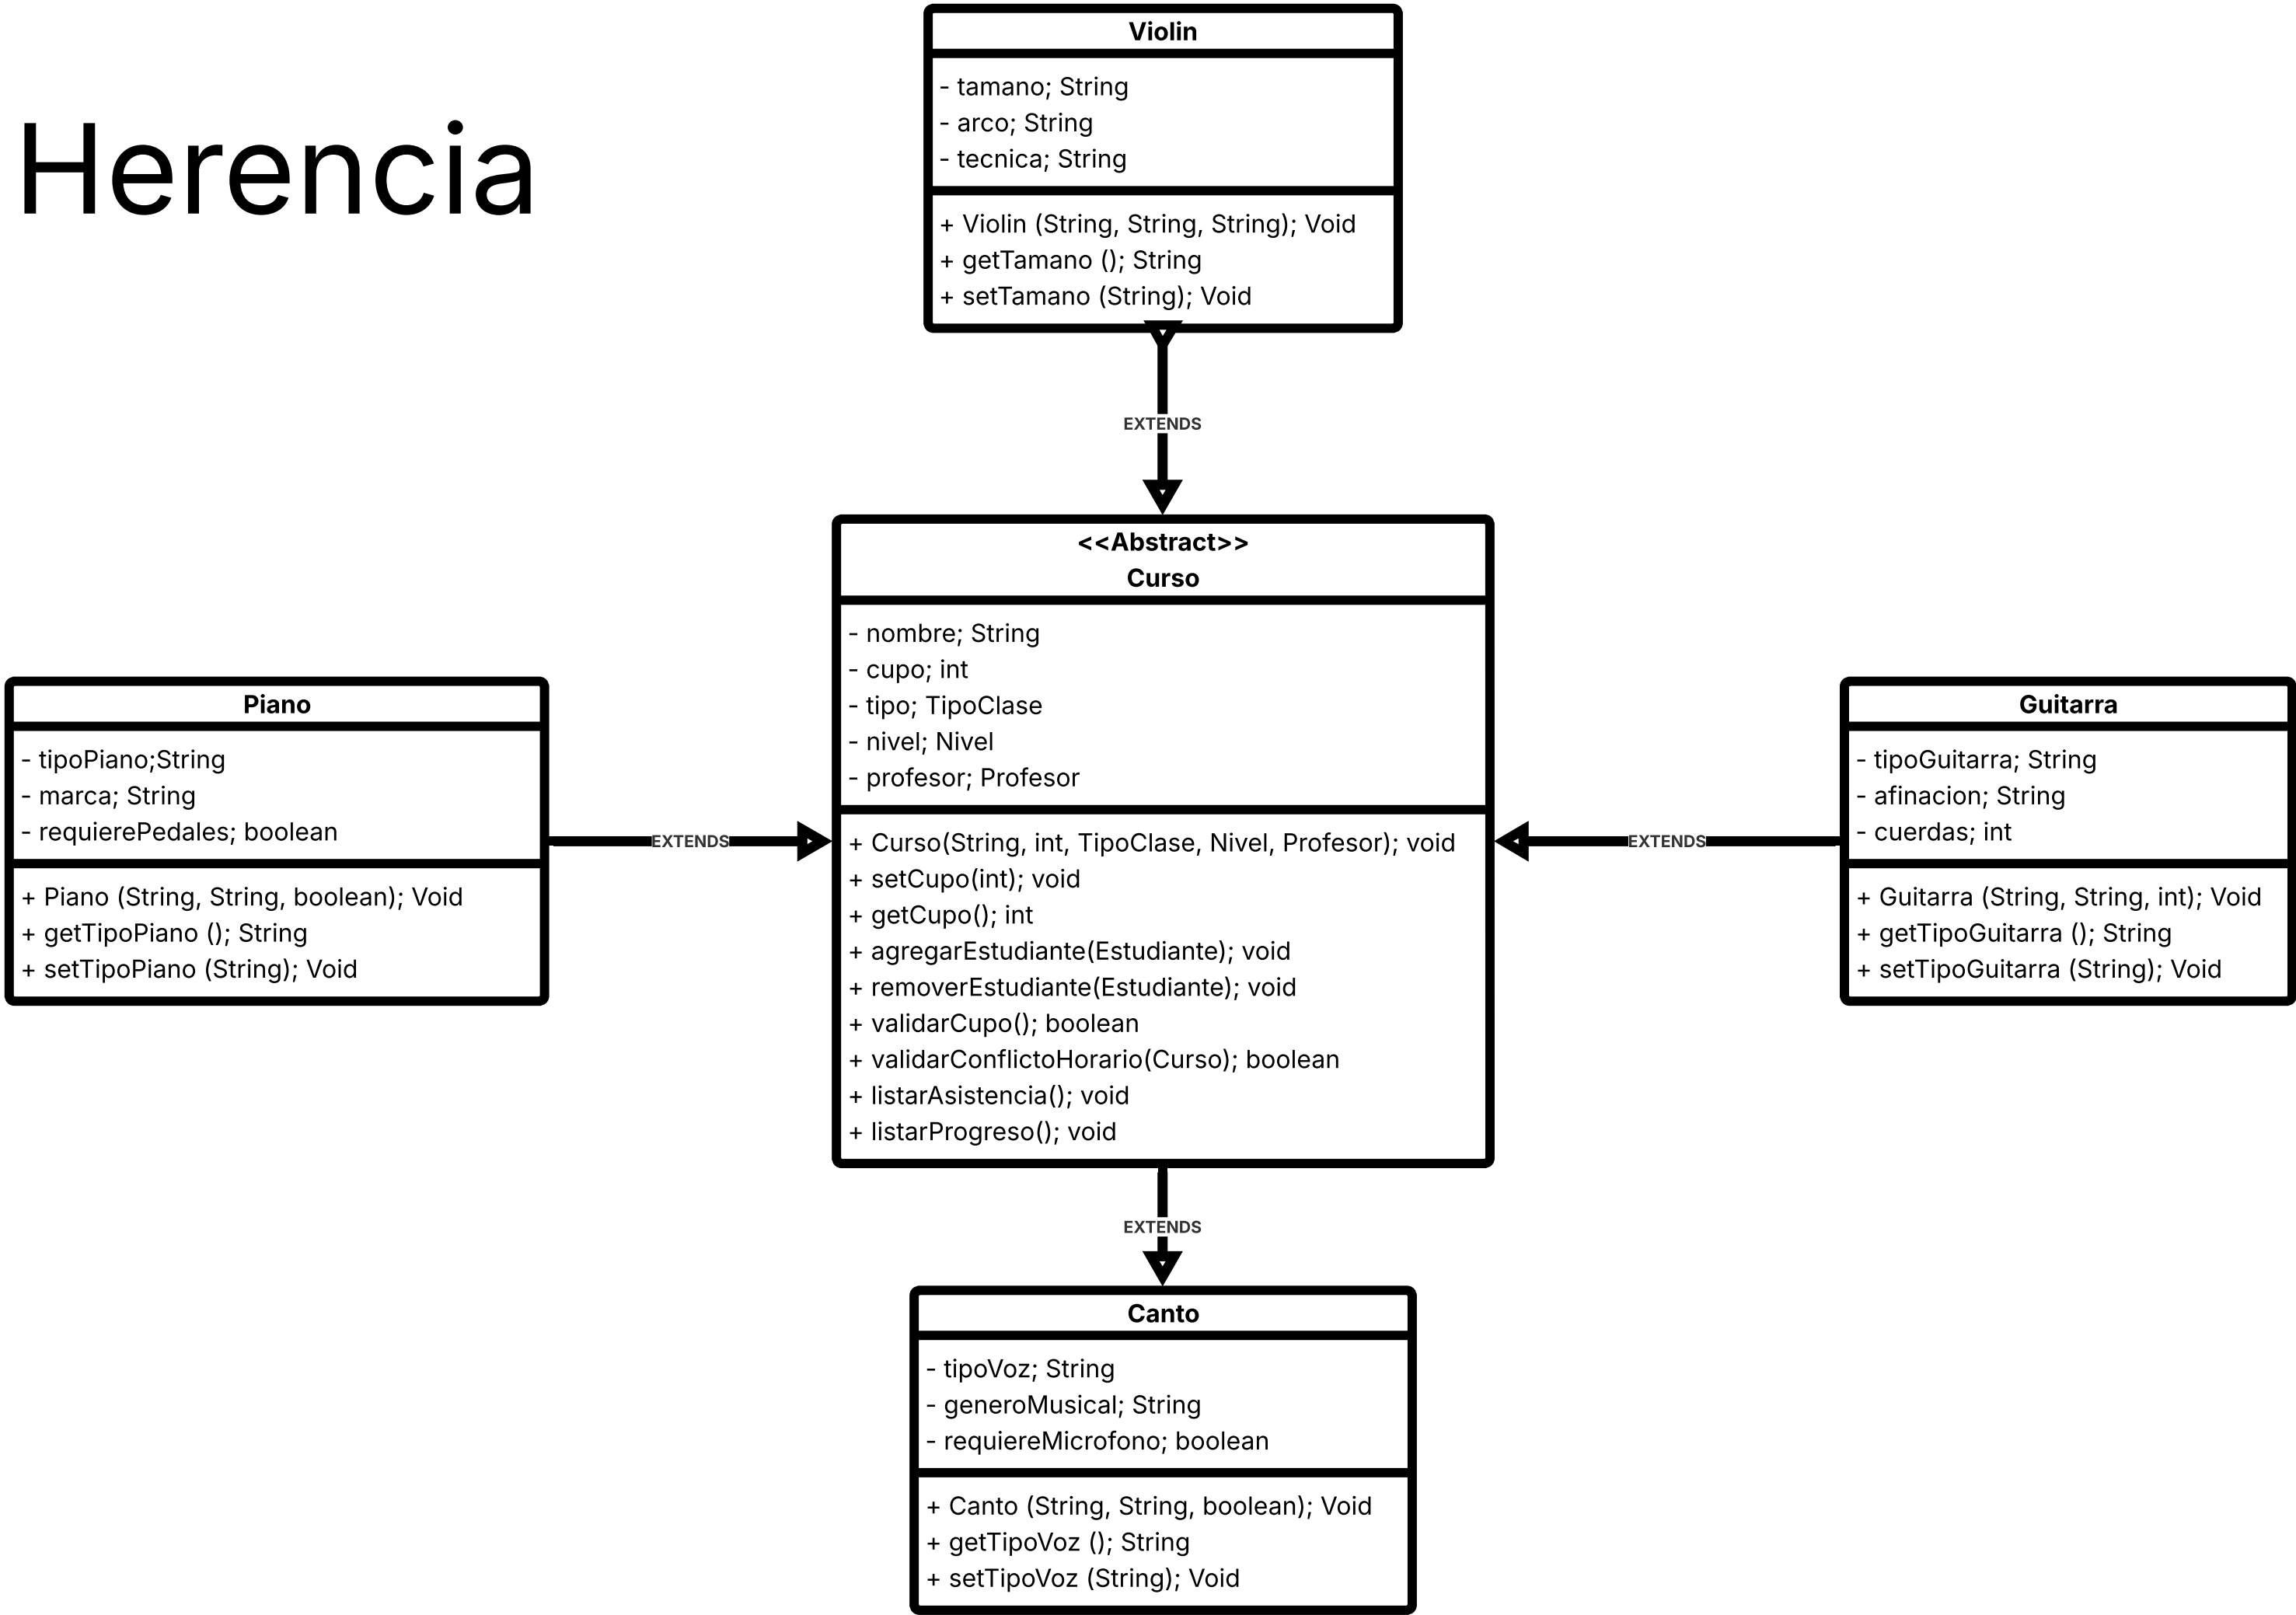 Herencia
Violin
- tamano; String
- arco; String
- tecnica; String
+ Violin (String, String, String); Void
+ getTamano (); String
+ setTamano (String); Void
EXTENDS
<<Abstract>>
Curso
- nombre; String
- cupo; int
- tipo; TipoClase
- nivel; Nivel
- profesor; Profesor
+ Curso(String, int, TipoClase, Nivel, Profesor); void
+ setCupo(int); void
+ getCupo(); int
+ agregarEstudiante(Estudiante); void
+ removerEstudiante(Estudiante); void
+ validarCupo(); boolean
+ validarConflictoHorario(Curso); boolean
+ listarAsistencia(); void
+ listarProgreso(); void
Piano
- tipoPiano;String
- marca; String
- requierePedales; boolean
+ Piano (String, String, boolean); Void
+ getTipoPiano (); String
+ setTipoPiano (String); Void
EXTENDS
Guitarra
- tipoGuitarra; String
- afinacion; String
- cuerdas; int
+ Guitarra (String, String, int); Void
+ getTipoGuitarra (); String
+ setTipoGuitarra (String); Void
EXTENDS
EXTENDS
Canto
- tipoVoz; String
- generoMusical; String
- requiereMicrofono; boolean
+ Canto (String, String, boolean); Void
+ getTipoVoz (); String
+ setTipoVoz (String); Void